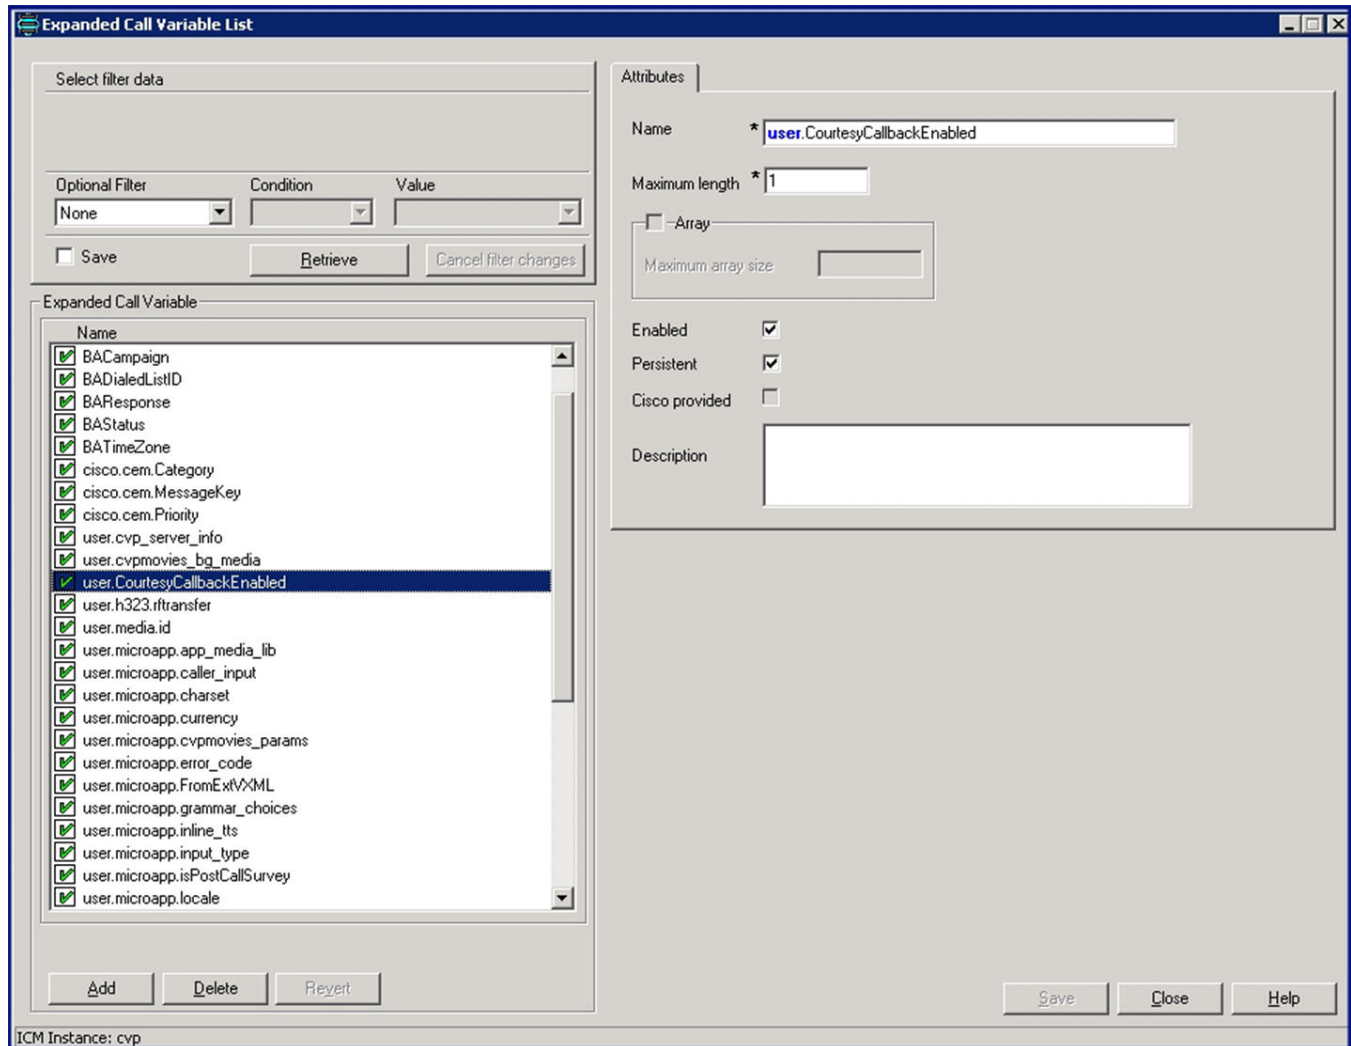 Expanded Call Variable List
Select filter data
Optional Filter Condition Value
None
Save Retrieve Cancel filter changes
Expanded Call Variable
Name
BACampaign
BADialedListID
BAResponse
BAStatus
BATimeZone
cisco.cem.Category
cisco.cem.MessageKey
cisco.cem.Priority
user.cvp_server_info
user.cvpmovies_bg_media
user.CourtesyCallbackEnabled
user.h323.rftransfer
user.media.id
user.microapp.app_media_lib
user.microapp.caller_input
user.microapp.charset
user.microapp.currency
user.microapp.cvpmovies_params
user.microapp.error_code
user.microapp.FromExtVXML
user.microapp.grammar_choices
user.microapp.inline_tts
user.microapp.input_type
user.microapp.isPostCallSurvey
user.microapp.locale
Add Delete Revert
Attributes
Name * user.CourtesyCallbackEnabled
Maximum length * 1
Array
Maximum array size
Enabled
Persistent
Cisco provided
Description
Save Close Help
ICM Instance: cvp